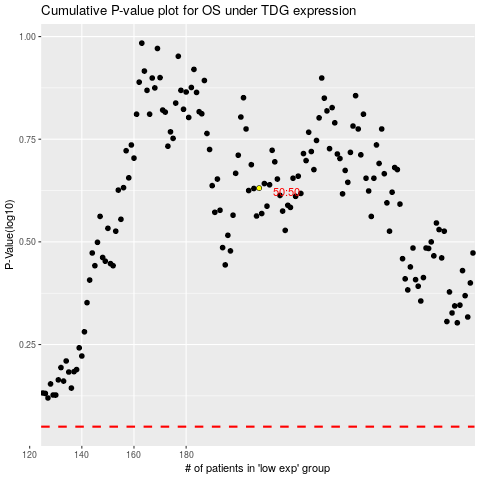 Cumulative P-value plot for OS under TDG expression
P-Value(log10)
1.00
0.75
0.50
0.25
50:50
120 140 160 180
# of patients in 'low exp' group